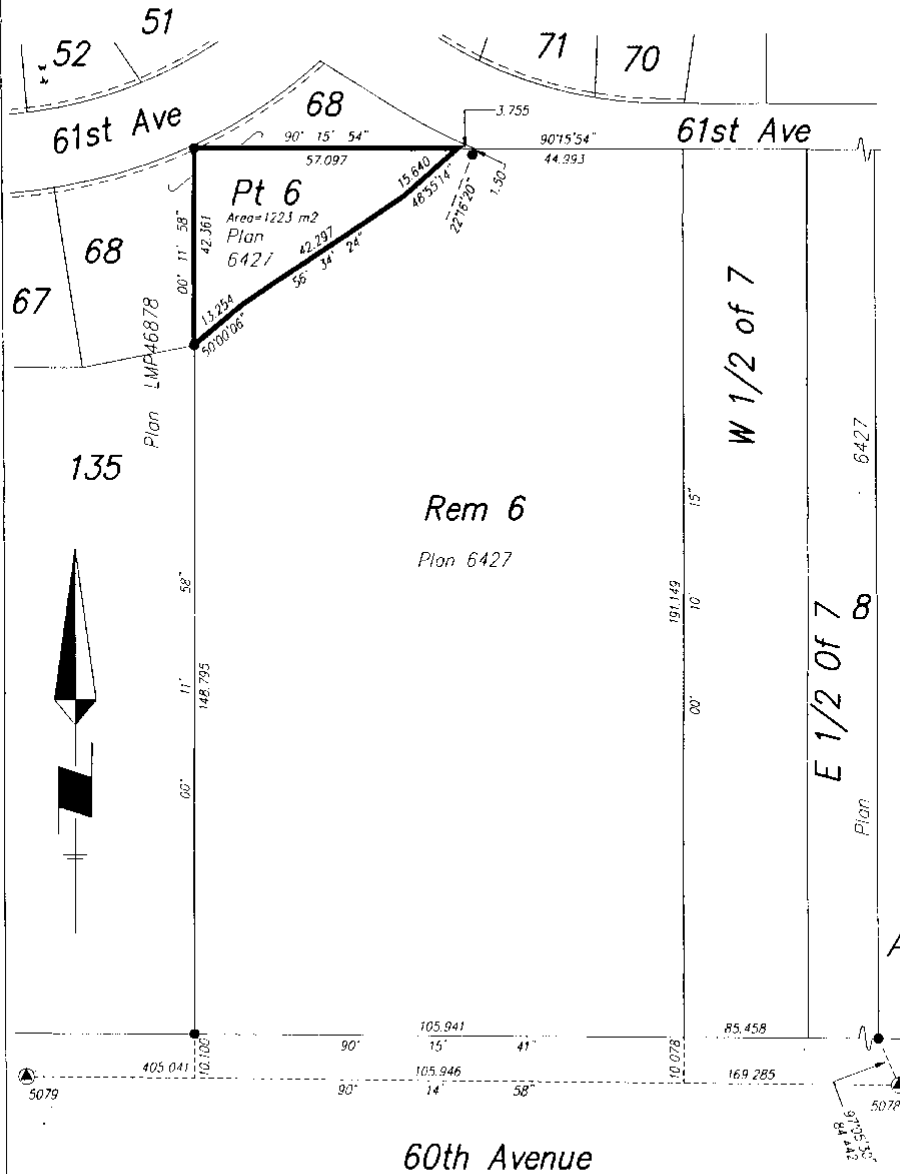 51
52
71
70
68
3.755
61st Ave
90° 15' 54"
57.097
90°15'54"
44.993
61st Ave
15.640
48°55'14"
22°16'20"
1.30
Pt 6
Area=1223 m2
Plan
6427
00° 11' 58"
42.361
42.297
56° 34' 24"
68
67
13.254
50°00'06"
Plan LMP46878
W 1/2 of 7
6427
135
Rem 6
Plan 6427
00° 11' 58"
148.795
00° 10' 15"
191.149
8
E 1/2 Of 7
Plan
A
105.941
90° 15' 41"
85.458
405.041
10.100
105.946
90° 14' 58"
10.078
169.285
5079
5078
60th Avenue